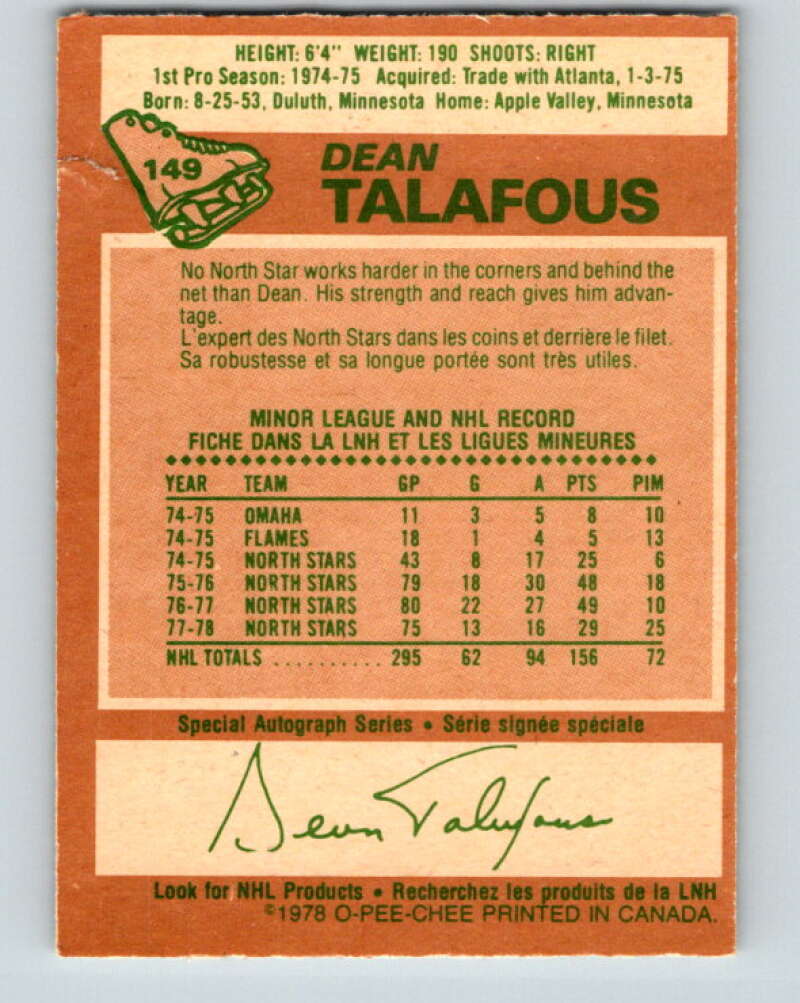 HEIGHT: 6'4" WEIGHT: 190 SHOOTS: RIGHT
1st Pro Season: 1974-75 Acquired: Trade with Atlanta, 1-3-75
Born: 8-25-53, Duluth, Minnesota Home: Apple Valley, Minnesota
149
DEAN
TALAFOUS
No North Star works harder in the corners and behind the
net than Dean. His strength and reach gives him advan-
tage.
L'expert des North Stars dans les coins et derrière le filet.
Sa robustesse et sa longue portée sont très utiles.
MINOR LEAGUE AND NHL RECORD
FICHE DANS LA LNH ET LES LIGUES MINEURES
YEAR TEAM GP G A PTS PIM
74-75 OMAHA 11 3 5 8 10
74-75 FLAMES 18 1 4 5 13
74-75 NORTH STARS 43 8 17 25 6
75-76 NORTH STARS 79 18 30 48 18
76-77 NORTH STARS 80 22 27 49 10
77-78 NORTH STARS 75 13 16 29 25
NHL TOTALS .......... 295 62 94 156 72
Special Autograph Series • Série signée spéciale
Dean Talafous
Look for NHL Products • Recherchez les produits de la LNH
©1978 O-PEE-CHEE PRINTED IN CANADA.